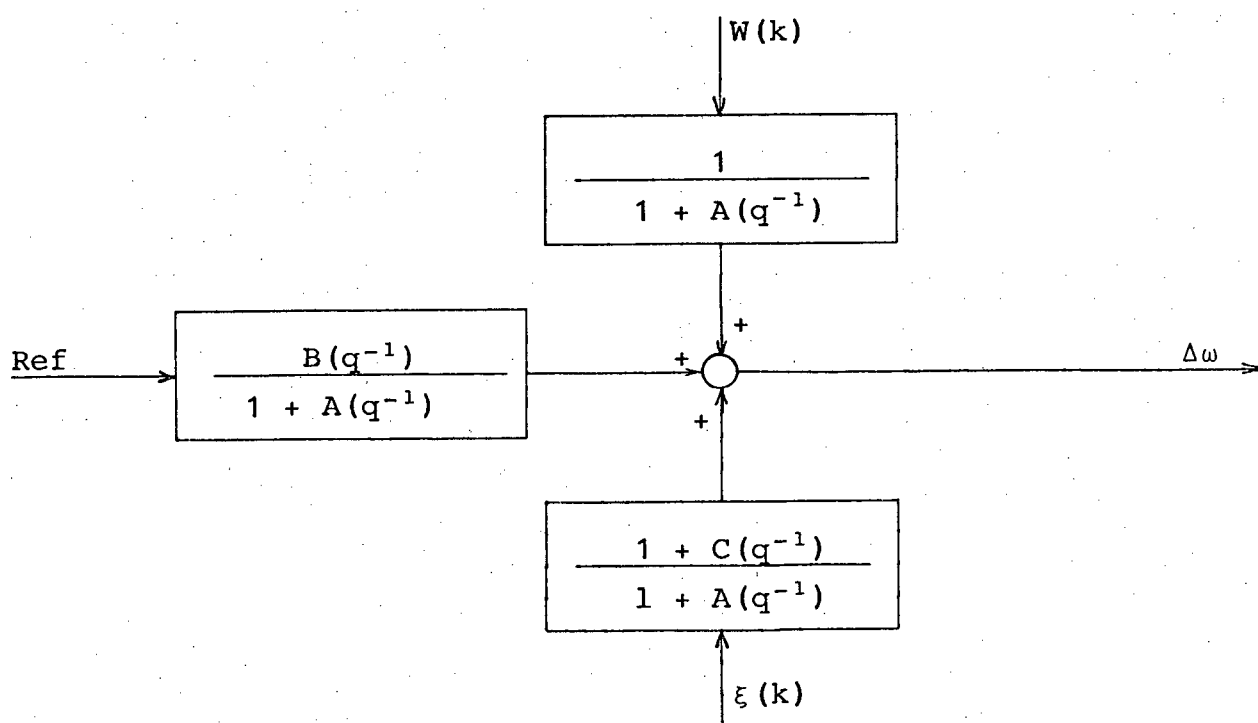 W(k)
1
1 + A(q⁻¹)
+
Ref
B(q⁻¹)
1 + A(q⁻¹)
+
Δω
+
1 + C(q⁻¹)
1 + A(q⁻¹)
ξ(k)